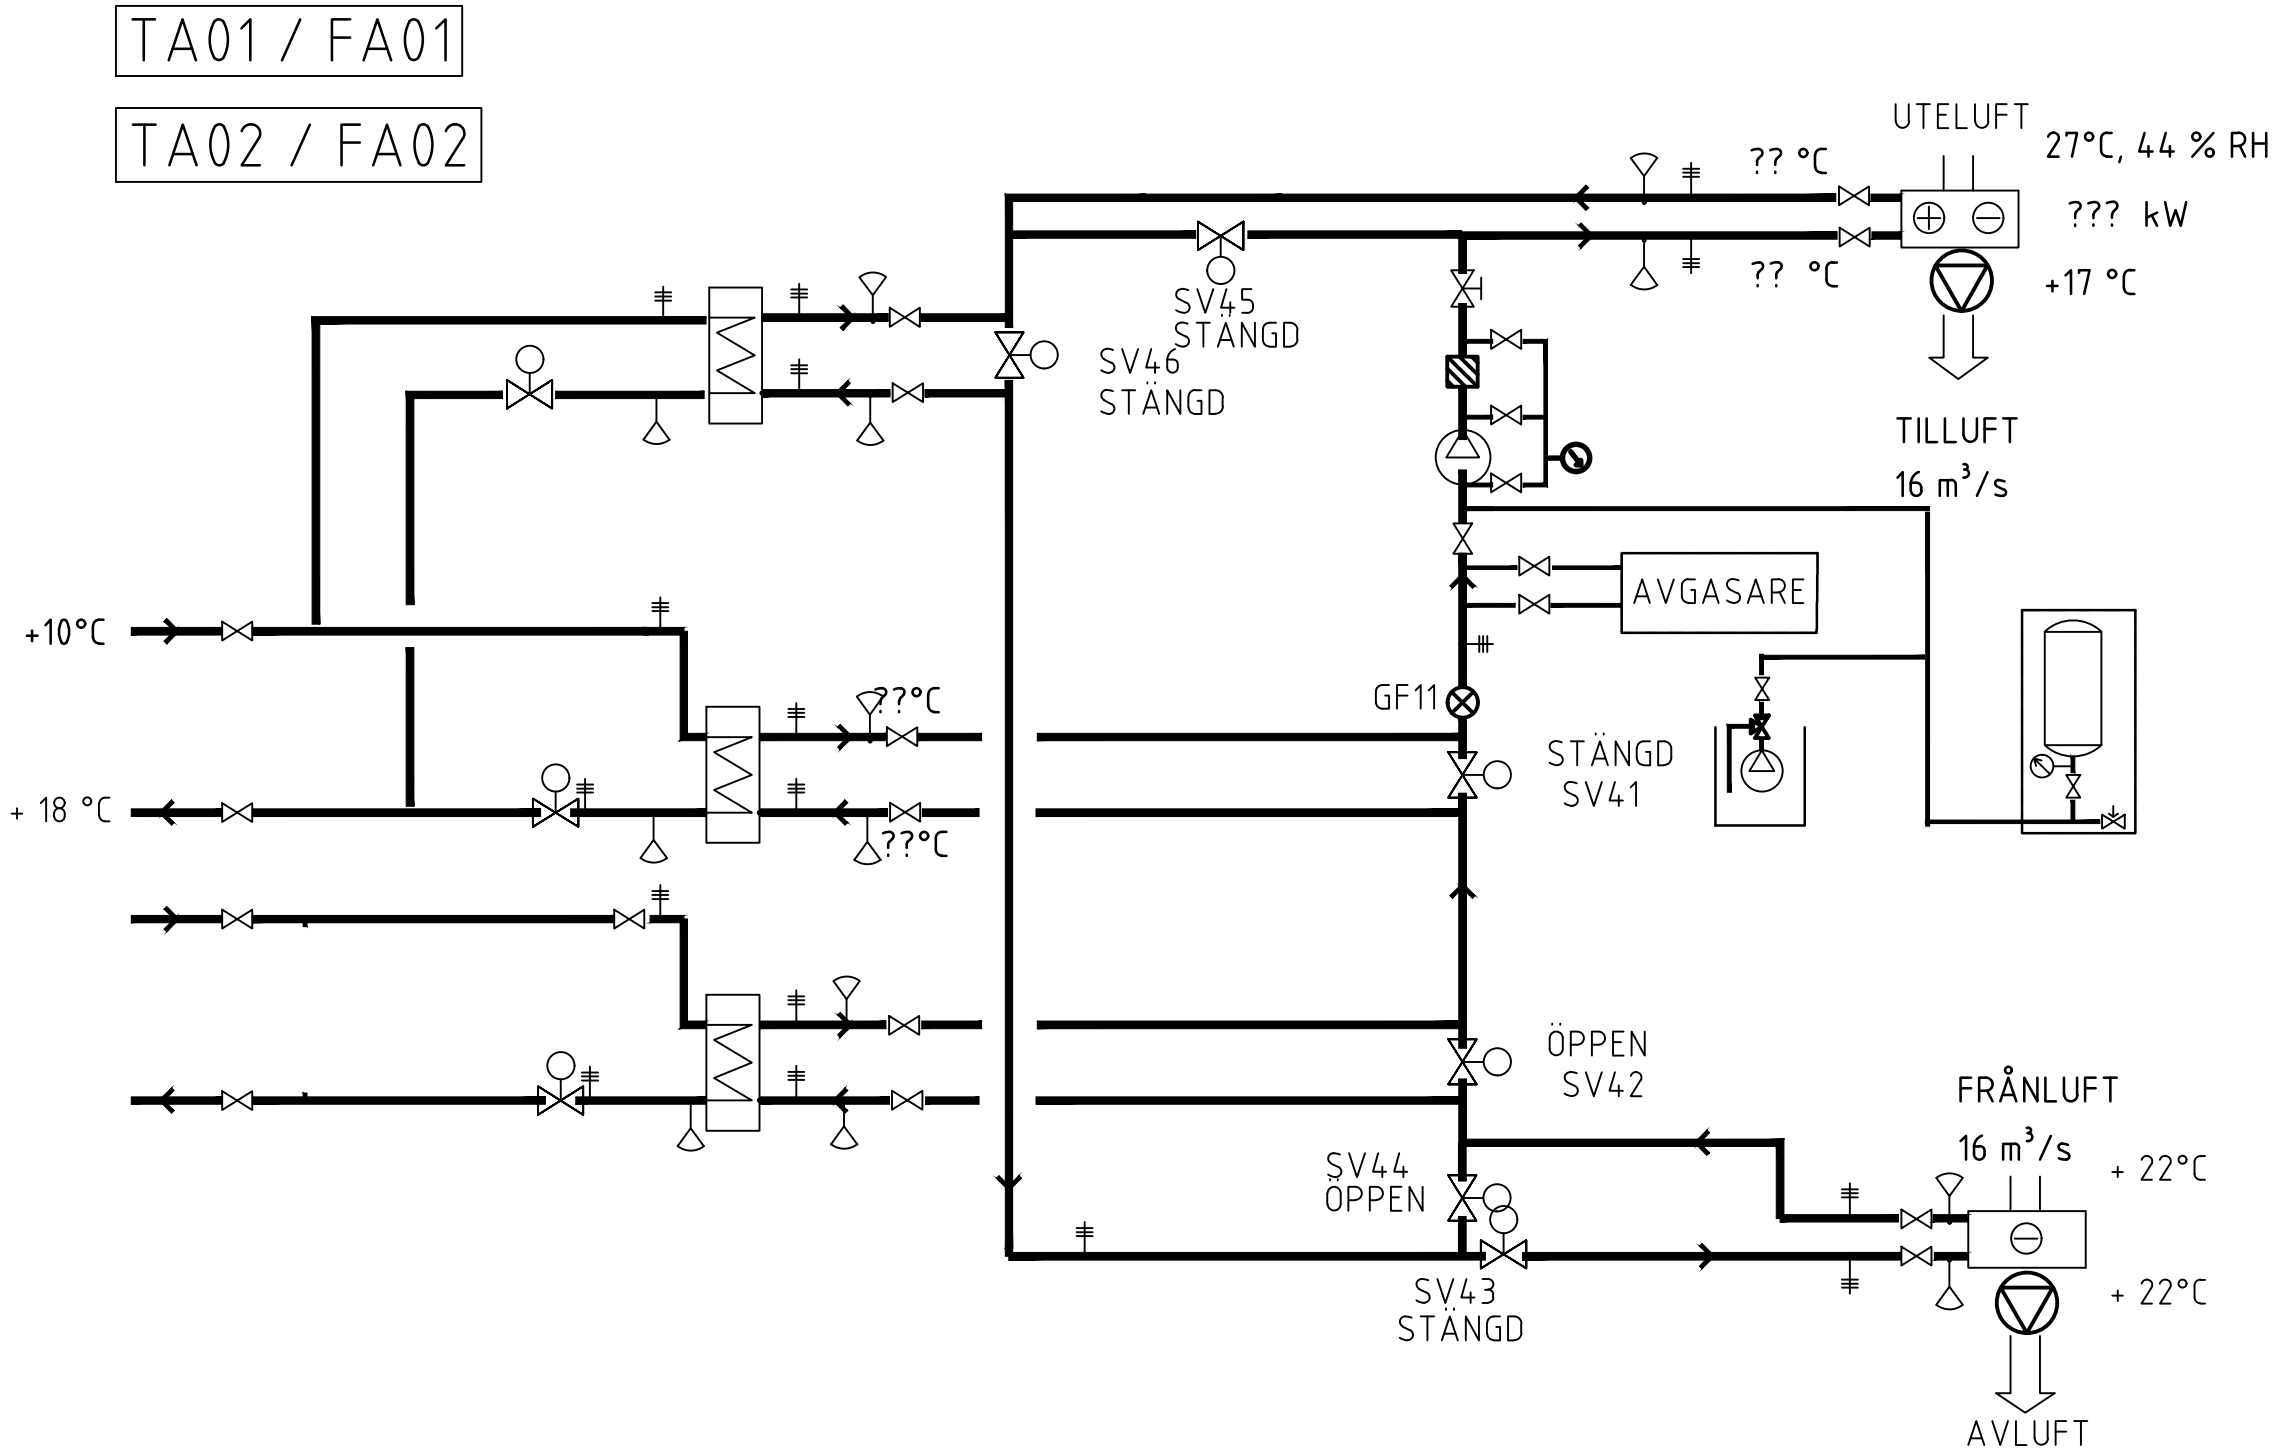 TA01 / FA01
TA02 / FA02
UTELUFT
27°C, 44 % RH
?? °C
??? kW
?? °C
+17 °C
SV45
STÄNGD
SV46
STÄNGD
TILLUFT
16 m³/s
AVGASARE
+10°C
GF11
??°C
STÄNGD
SV41
+ 18 °C
??°C
ÖPPEN
SV42
FRÅNLUFT
16 m³/s
+ 22°C
SV44
ÖPPEN
SV43
STÄNGD
+ 22°C
AVLUFT